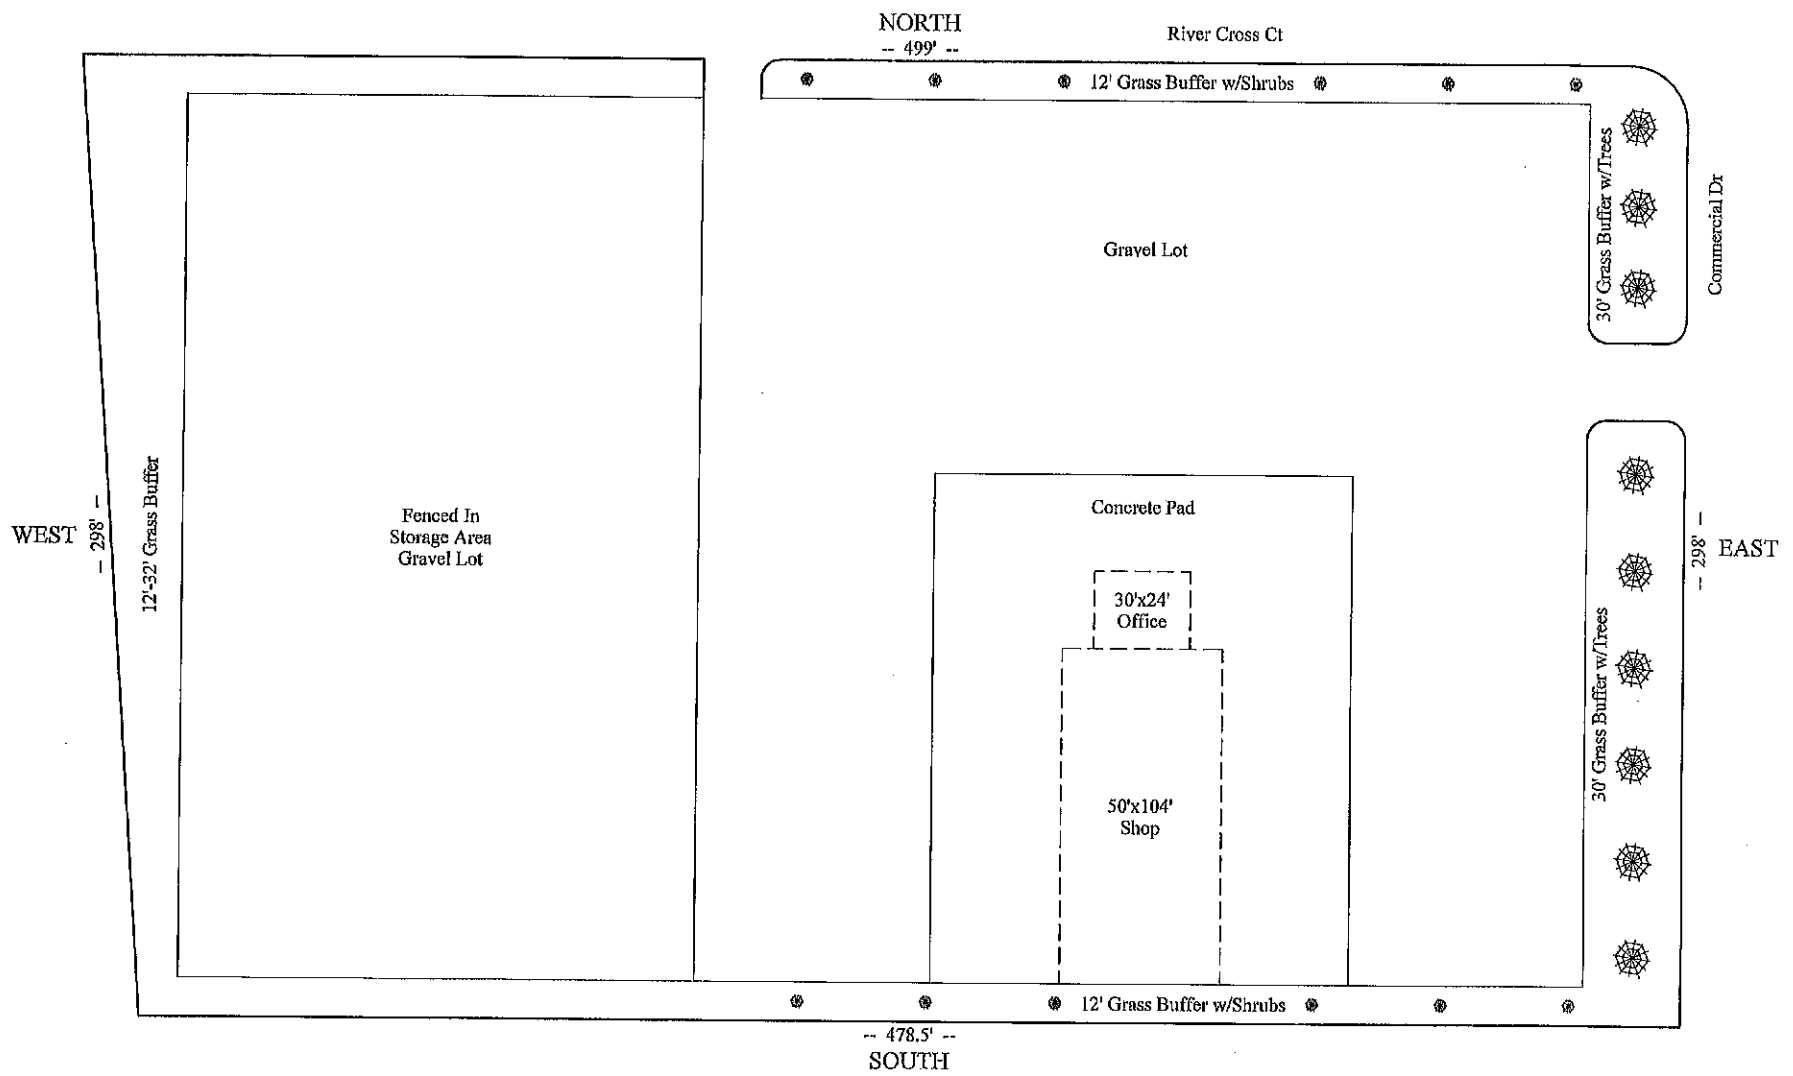 NORTH
-- 499' --
River Cross Ct
12' Grass Buffer w/Shrubs
30' Grass Buffer w/Trees
Commercial Dr
Gravel Lot
WEST
-- 298' --
12'-32' Grass Buffer
Fenced In
Storage Area
Gravel Lot
Concrete Pad
30'x24'
Office
50'x104'
Shop
30' Grass Buffer w/Trees
-- 298' --
EAST
12' Grass Buffer w/Shrubs
-- 478.5' --
SOUTH